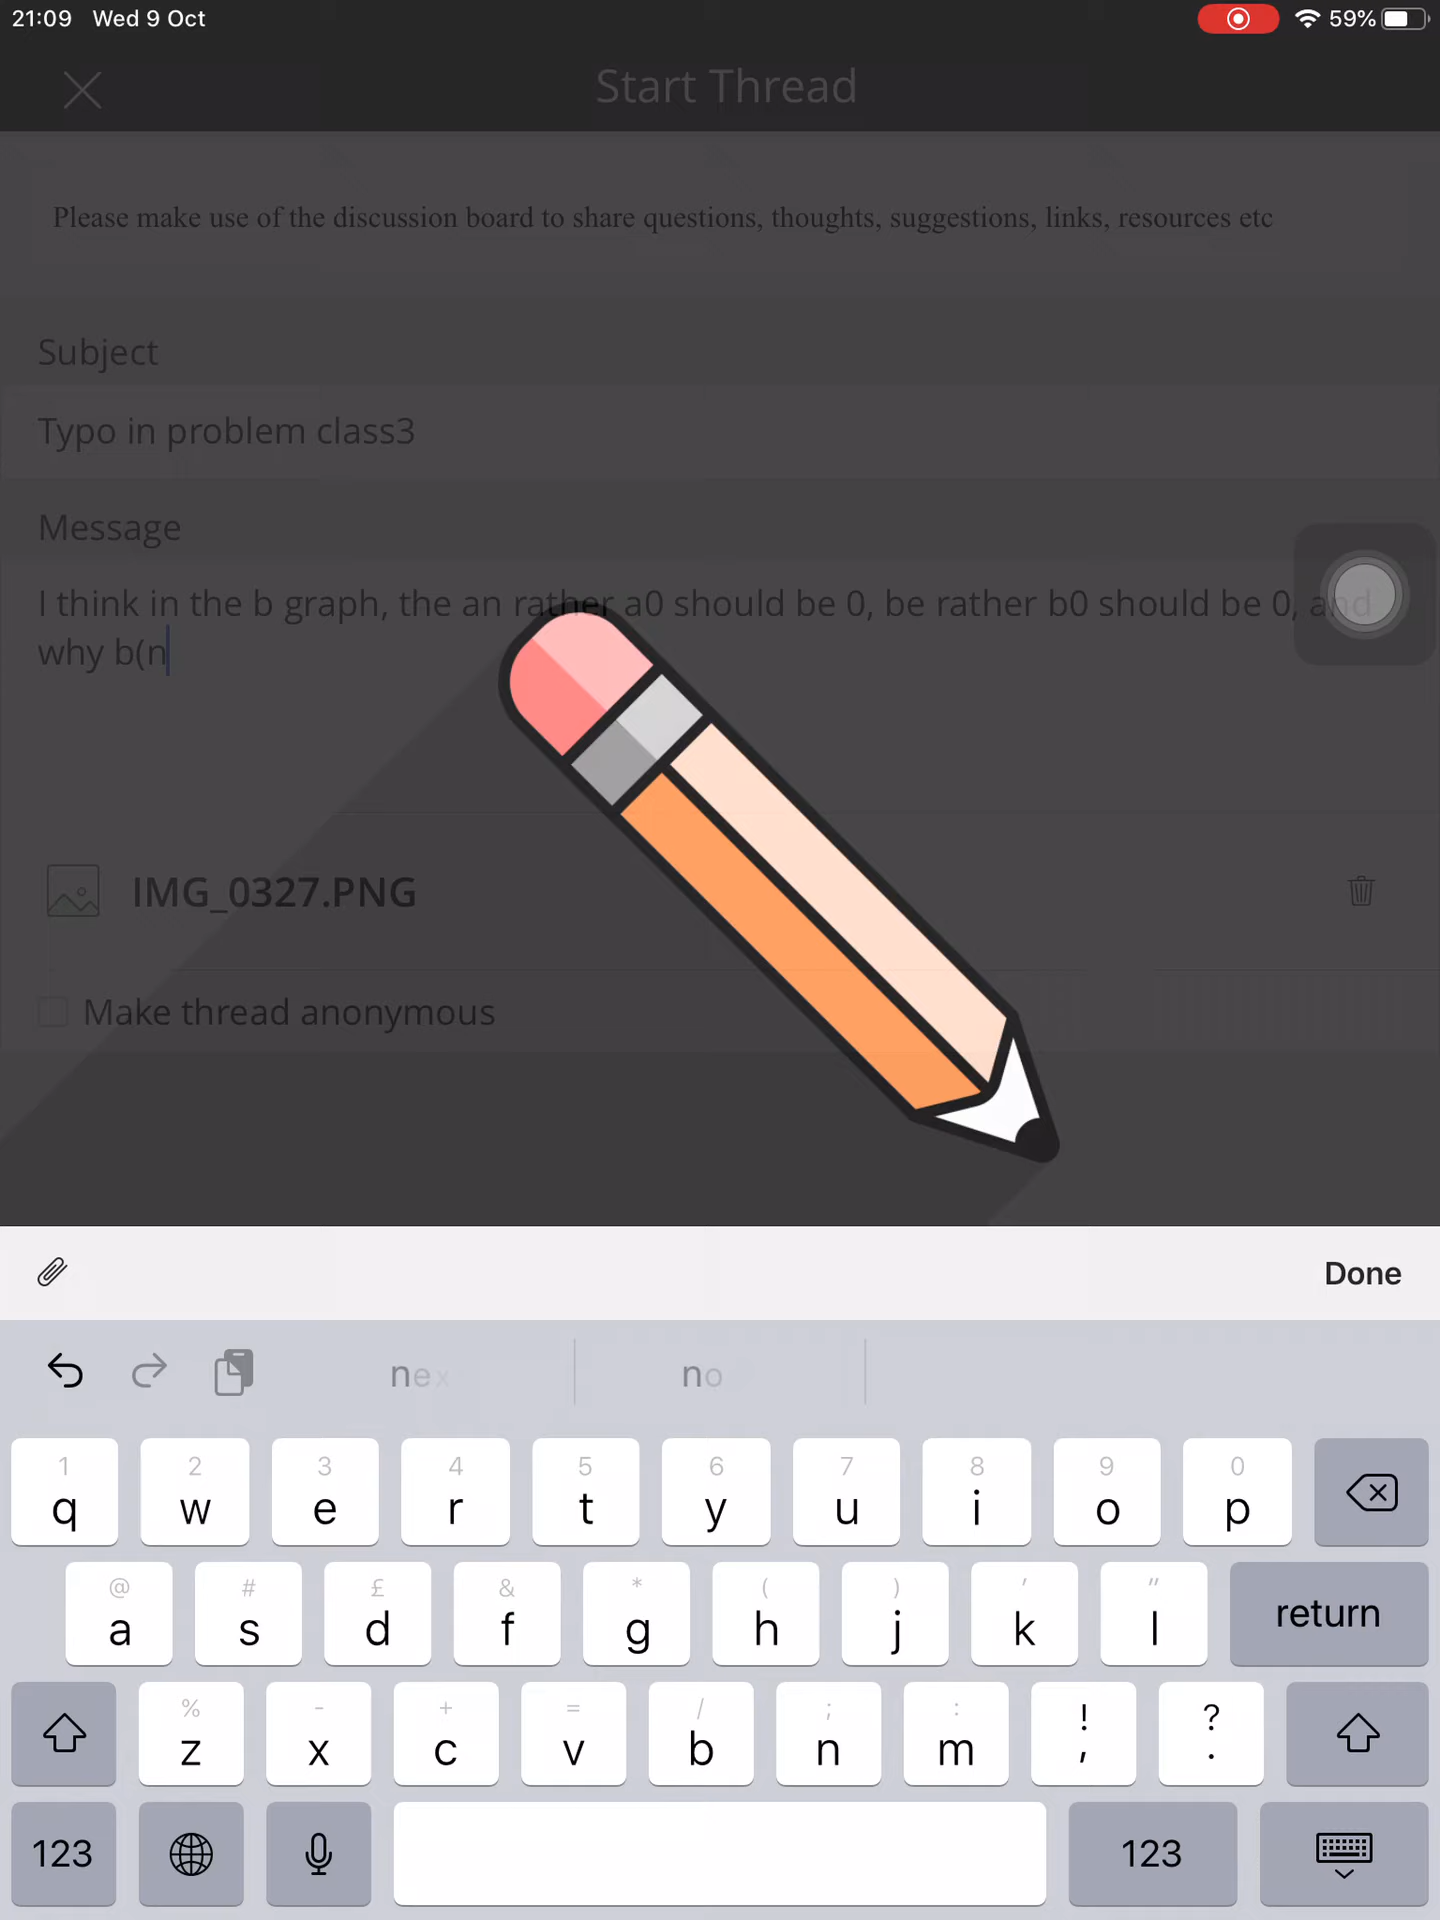 21:09 Wed 9 Oct 59%
Start Thread
Please make use of the discussion board to share questions, thoughts, suggestions, links, resources etc
Subject
Typo in problem class3
Message
I think in the b graph, the an rather a0 should be 0, be rather b0 should be 0, and
why b(n
IMG_0327.PNG
Make thread anonymous
Done
nex no
1 2 3 4 5 6 7 8 9 0
q w e r t y u i o p
@ # £ & * ( ) ' "
a s d f g h j k l return
% - + = / ; : ! ?
z x c v b n m , .
123 123